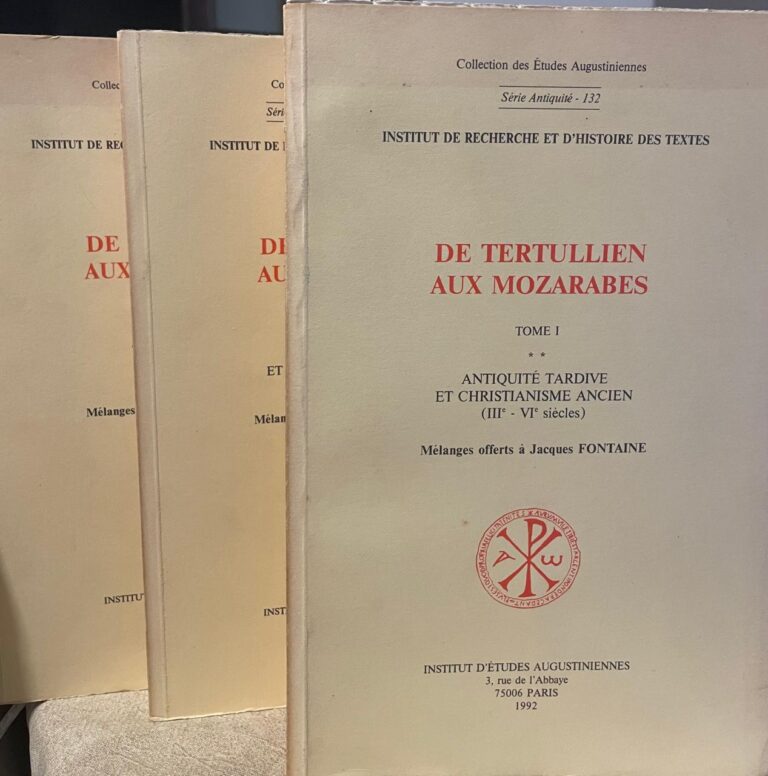 Collec
INSTITUT DE REC
DE
AUX
Mélanges
INSTITU
Co
Séri
INSTITUT DE
DE
AU
ET
Mélan
INST
Collection des Études Augustiniennes
Série Antiquité - 132
INSTITUT DE RECHERCHE ET D'HISTOIRE DES TEXTES
DE TERTULLIEN
AUX MOZARABES
TOME I
* *
ANTIQUITÉ TARDIVE
ET CHRISTIANISME ANCIEN
(IIIe - VIe siècles)
Mélanges offerts à Jacques FONTAINE
A ω
INSTITUT D'ÉTUDES AUGUSTINIENNES
3, rue de l'Abbaye
75006 PARIS
1992